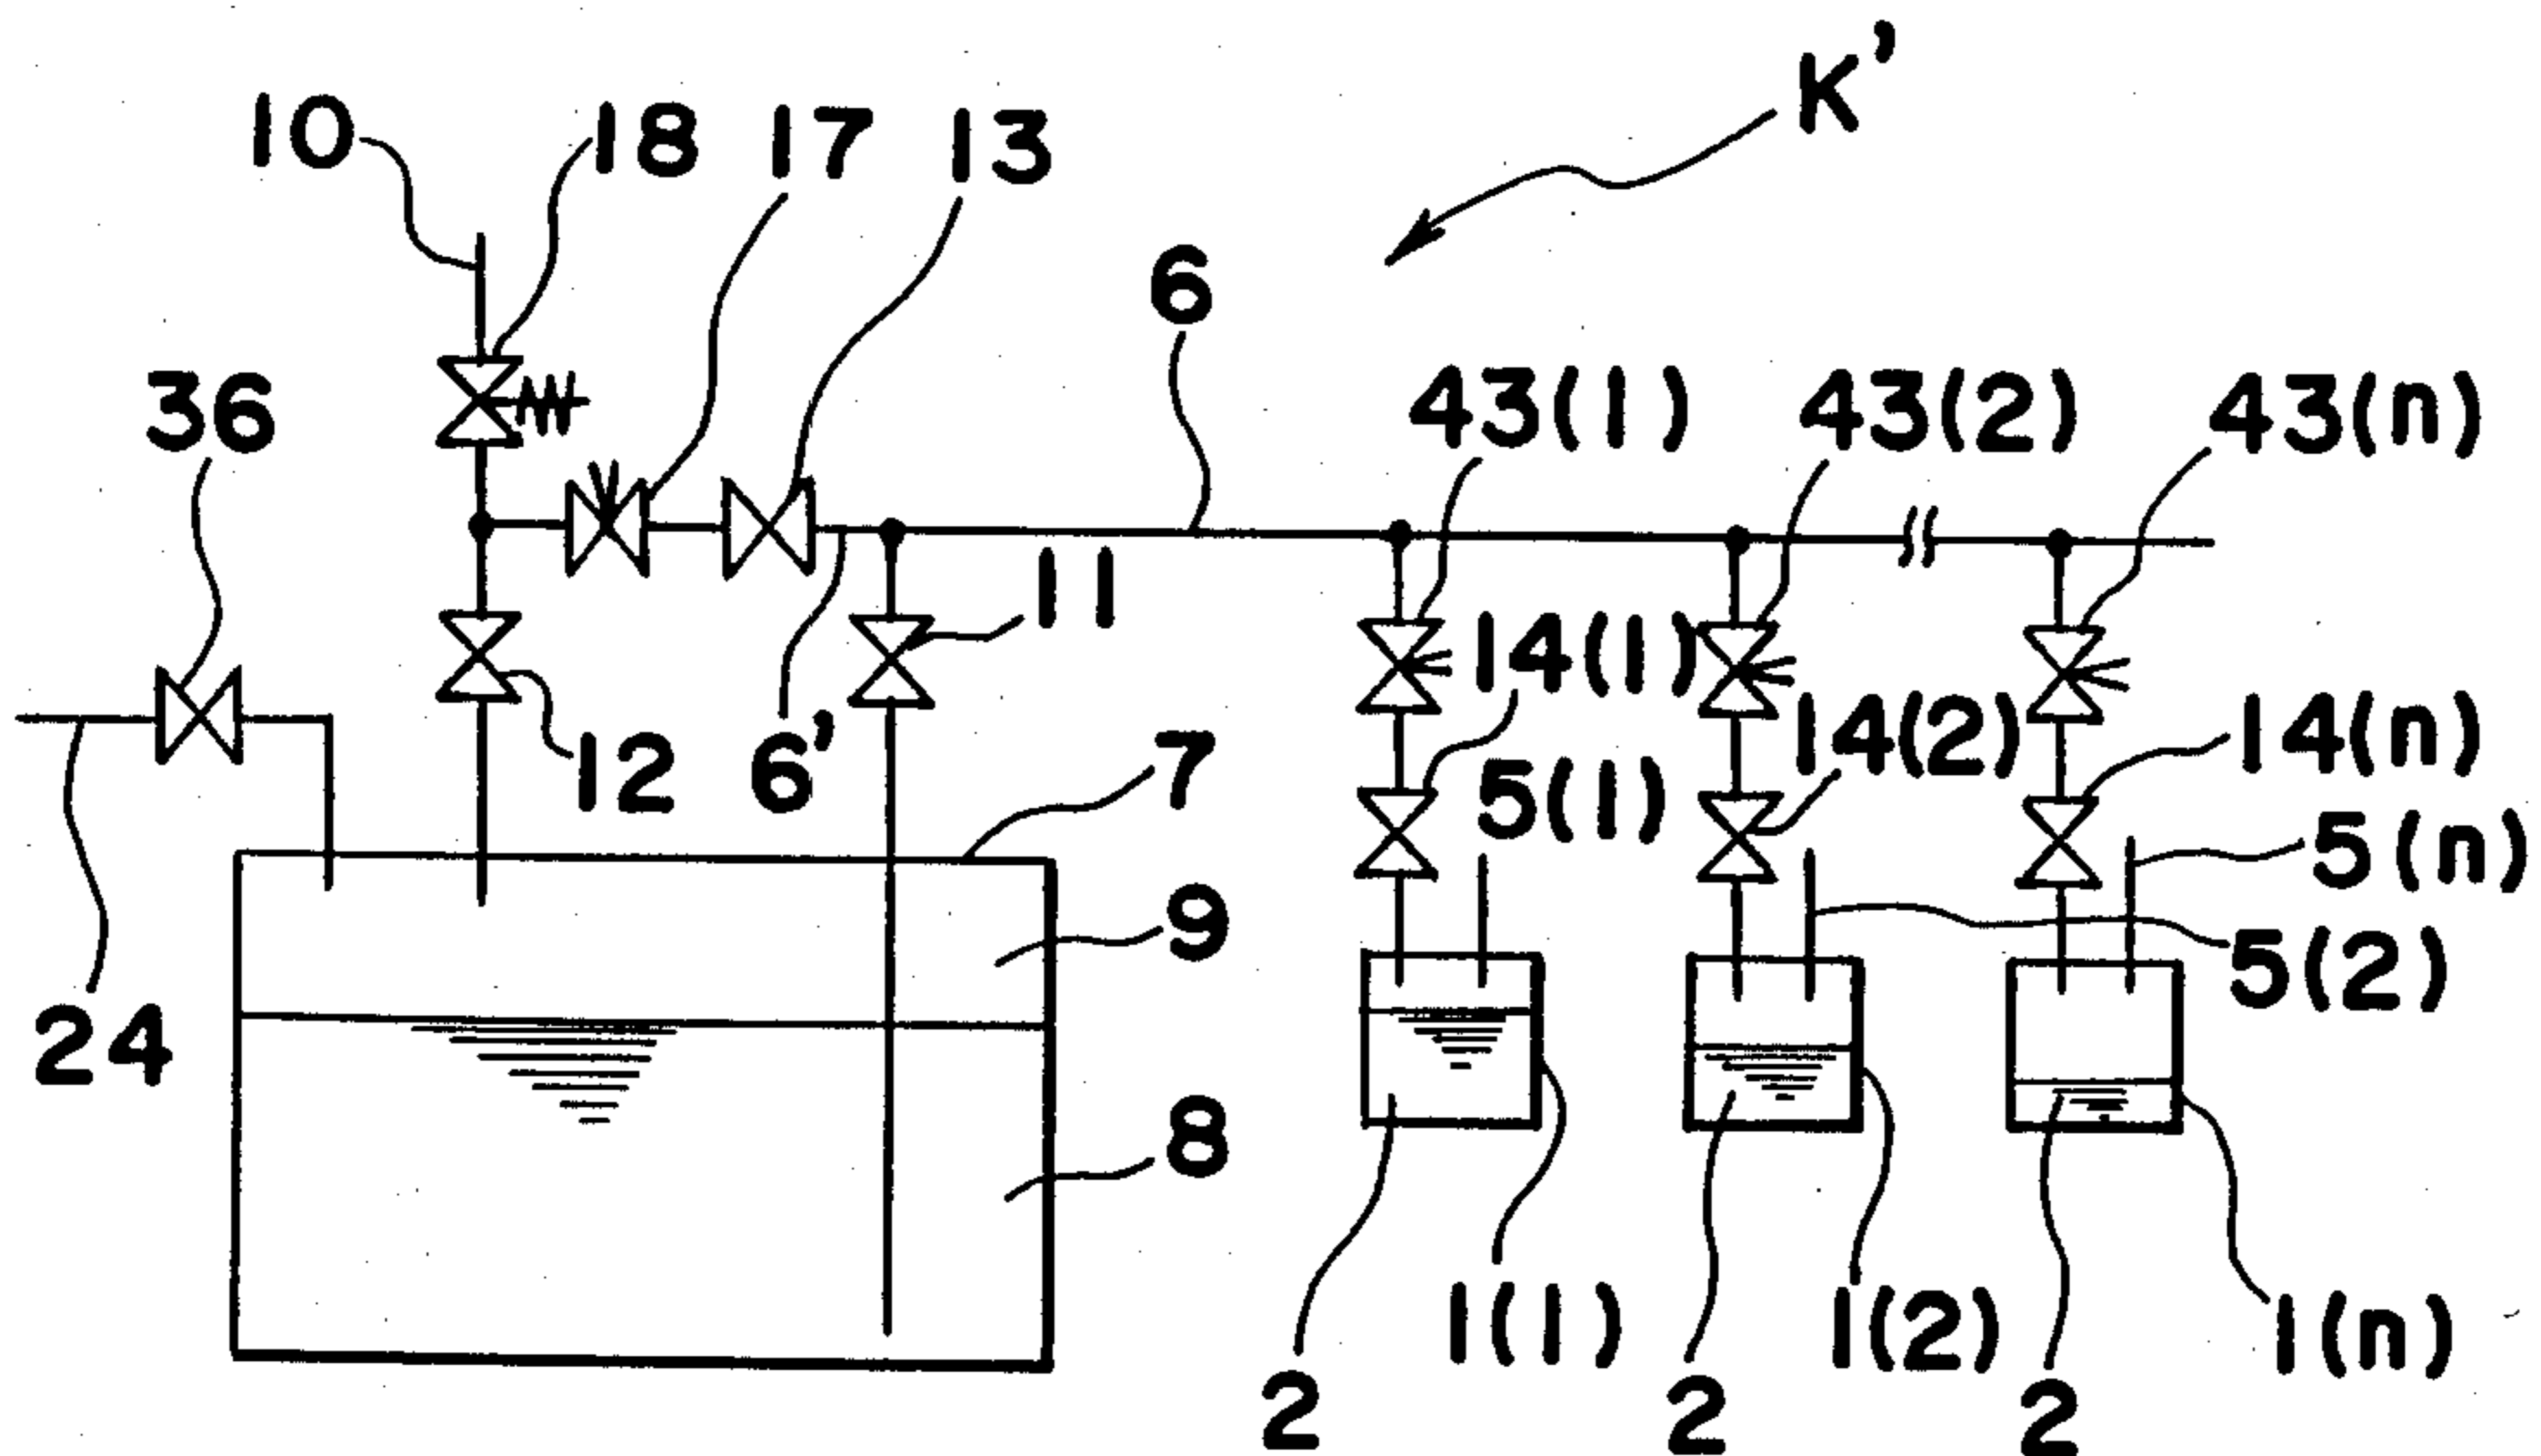 K'
10 18 17 13
6
36 43(1) 43(2) 43(n)
11
14(1) 14(2) 14(n)
12 6' 7 5(1) 5(n)
9 5(2)
24
8
1(1) 1(2) 1(n)
2 2 2